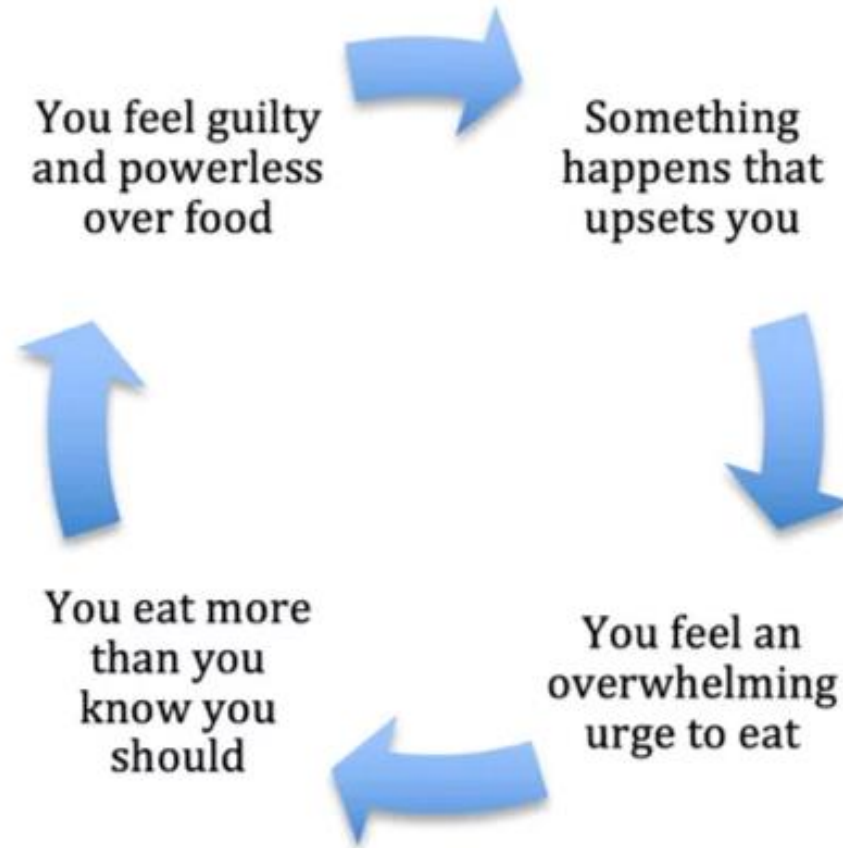 You feel guilty
and powerless
over food
Something
happens that
upsets you
You feel an
overwhelming
urge to eat
You eat more
than you
know you
should